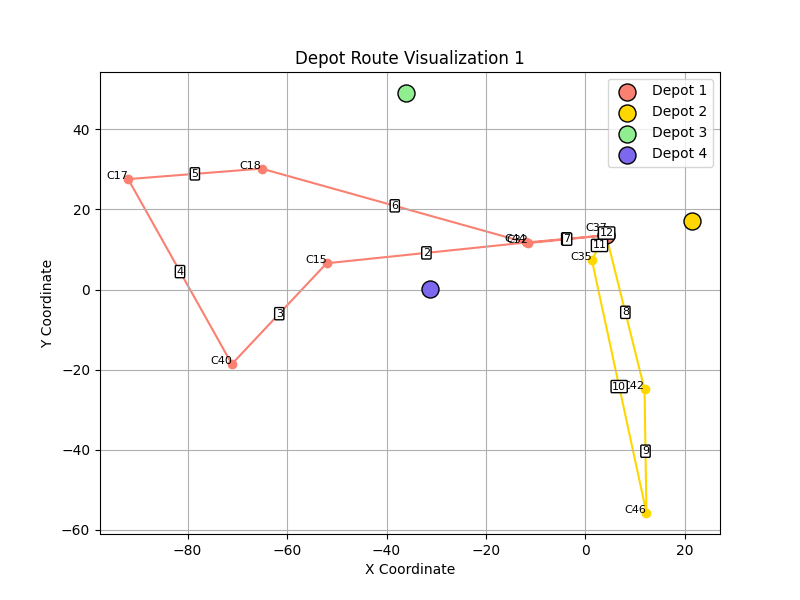 Depot Route Visualization 1
Depot 1
Depot 2
Depot 3
Depot 4
40
20
0
−20
−40
−60
−80
−60
−40
−20
0
20
X Coordinate
Y Coordinate
C17
C18
C15
C40
C44
C37
C35
C42
C46
2
3
4
5
6
7
8
9
10
11
12